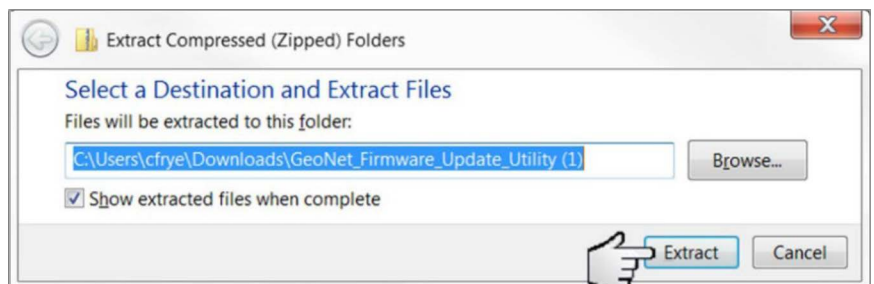 Extract Compressed (Zipped) Folders
Select a Destination and Extract Files
Files will be extracted to this folder:
C:\Users\cfrye\Downloads\GeoNet_Firmware_Update_Utility (1)
Browse...
Show extracted files when complete
Extract
Cancel